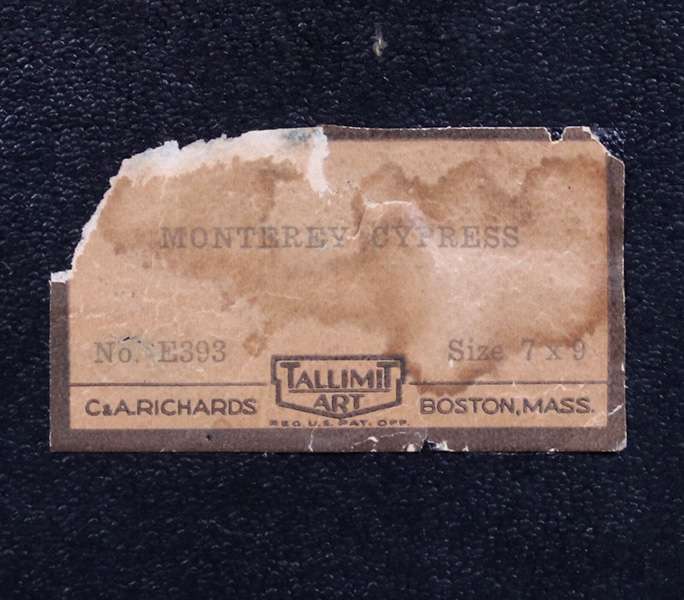 MONTEREY CYPRESS
No. E393
Size 7 x 9
TALLIMIT
ART
C & A. RICHARDS
BOSTON, MASS.
REG. U.S. PAT. OFF.